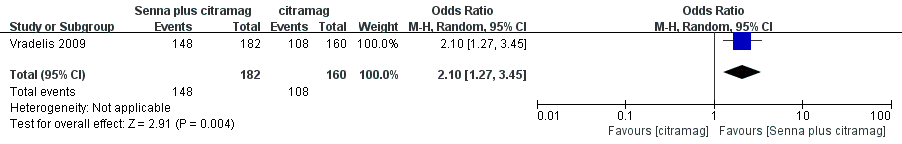 Senna plus citramag citramag Odds Ratio Odds Ratio
Study or Subgroup Events Total Events Total Weight M-H, Random, 95% CI M-H, Random, 95% CI
Vradelis 2009 148 182 108 160 100.0% 2.10 [1.27, 3.45]
Total (95% CI) 182 160 100.0% 2.10 [1.27, 3.45]
Total events 148 108
Heterogeneity: Not applicable
Test for overall effect: Z = 2.91 (P = 0.004)
0.01 0.1 1 10 100
Favours [citramag] Favours [Senna plus citramag]